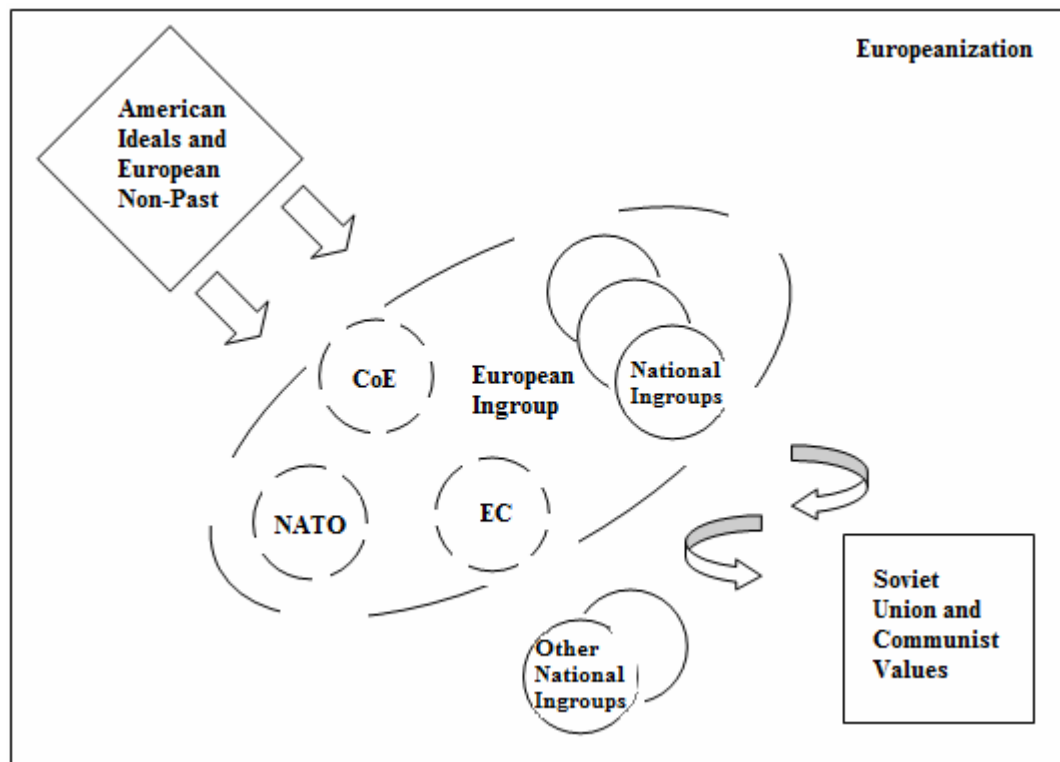 Europeanization
American
Ideals and
European
Non-Past
CoE
European
Ingroup
National
Ingroups
NATO
EC
Other
National
Ingroups
Soviet
Union and
Communist
Values